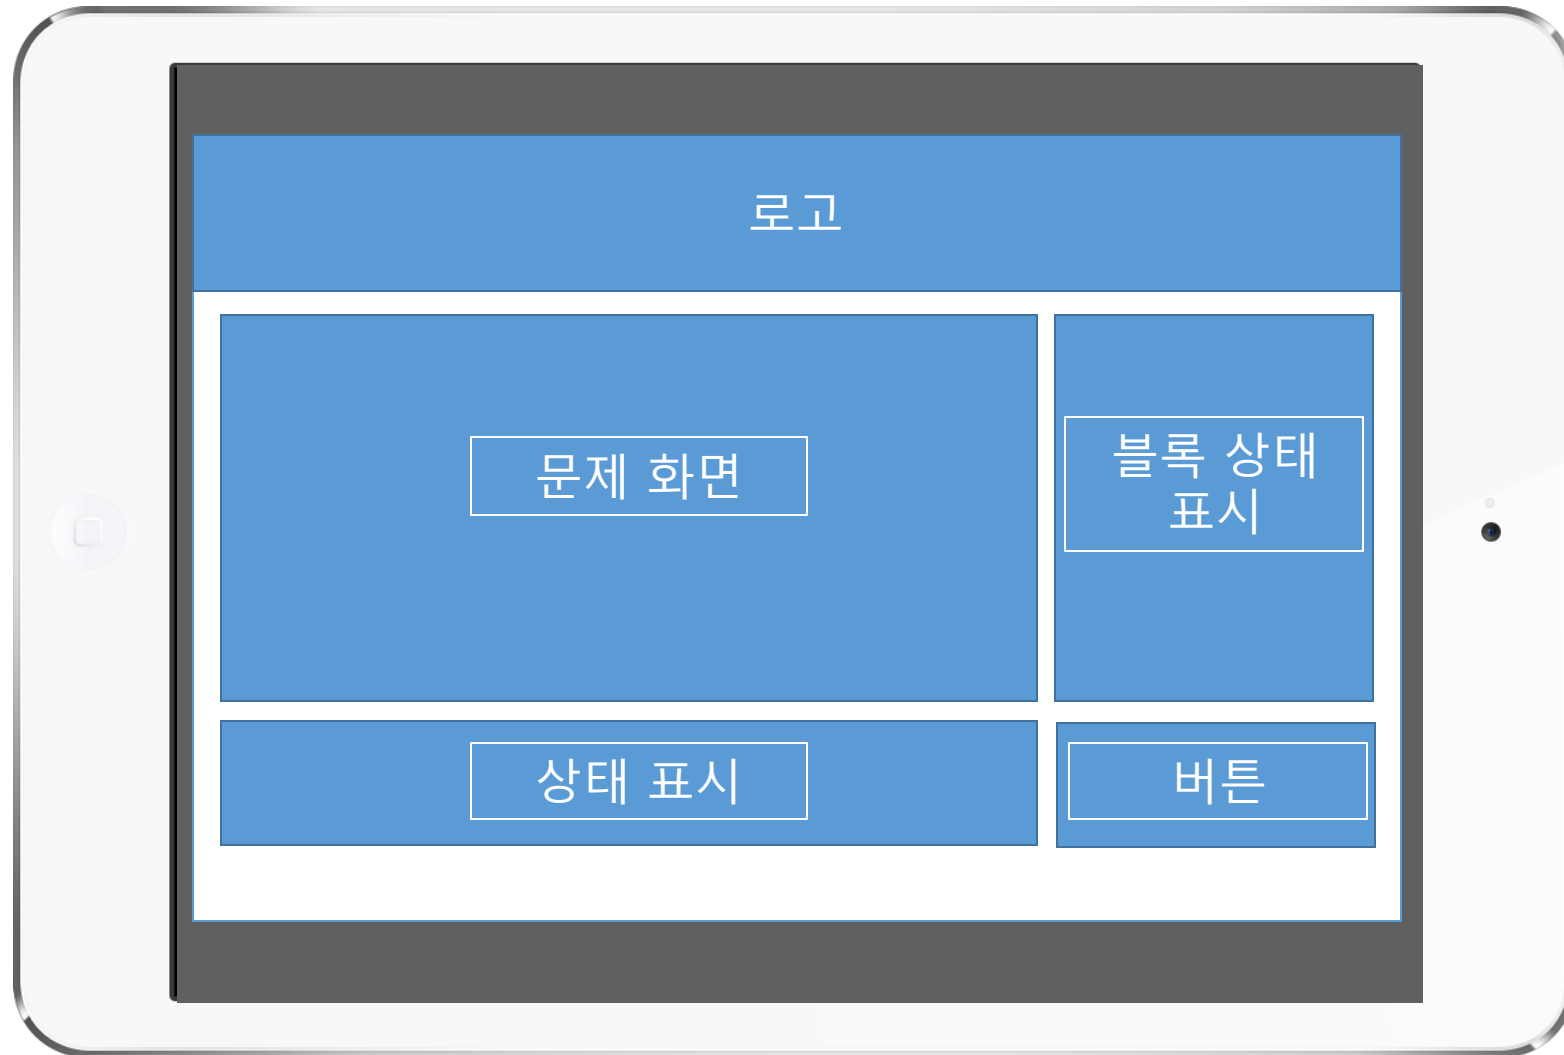 로고
문제 화면
블록 상태
표시
상태 표시
버튼